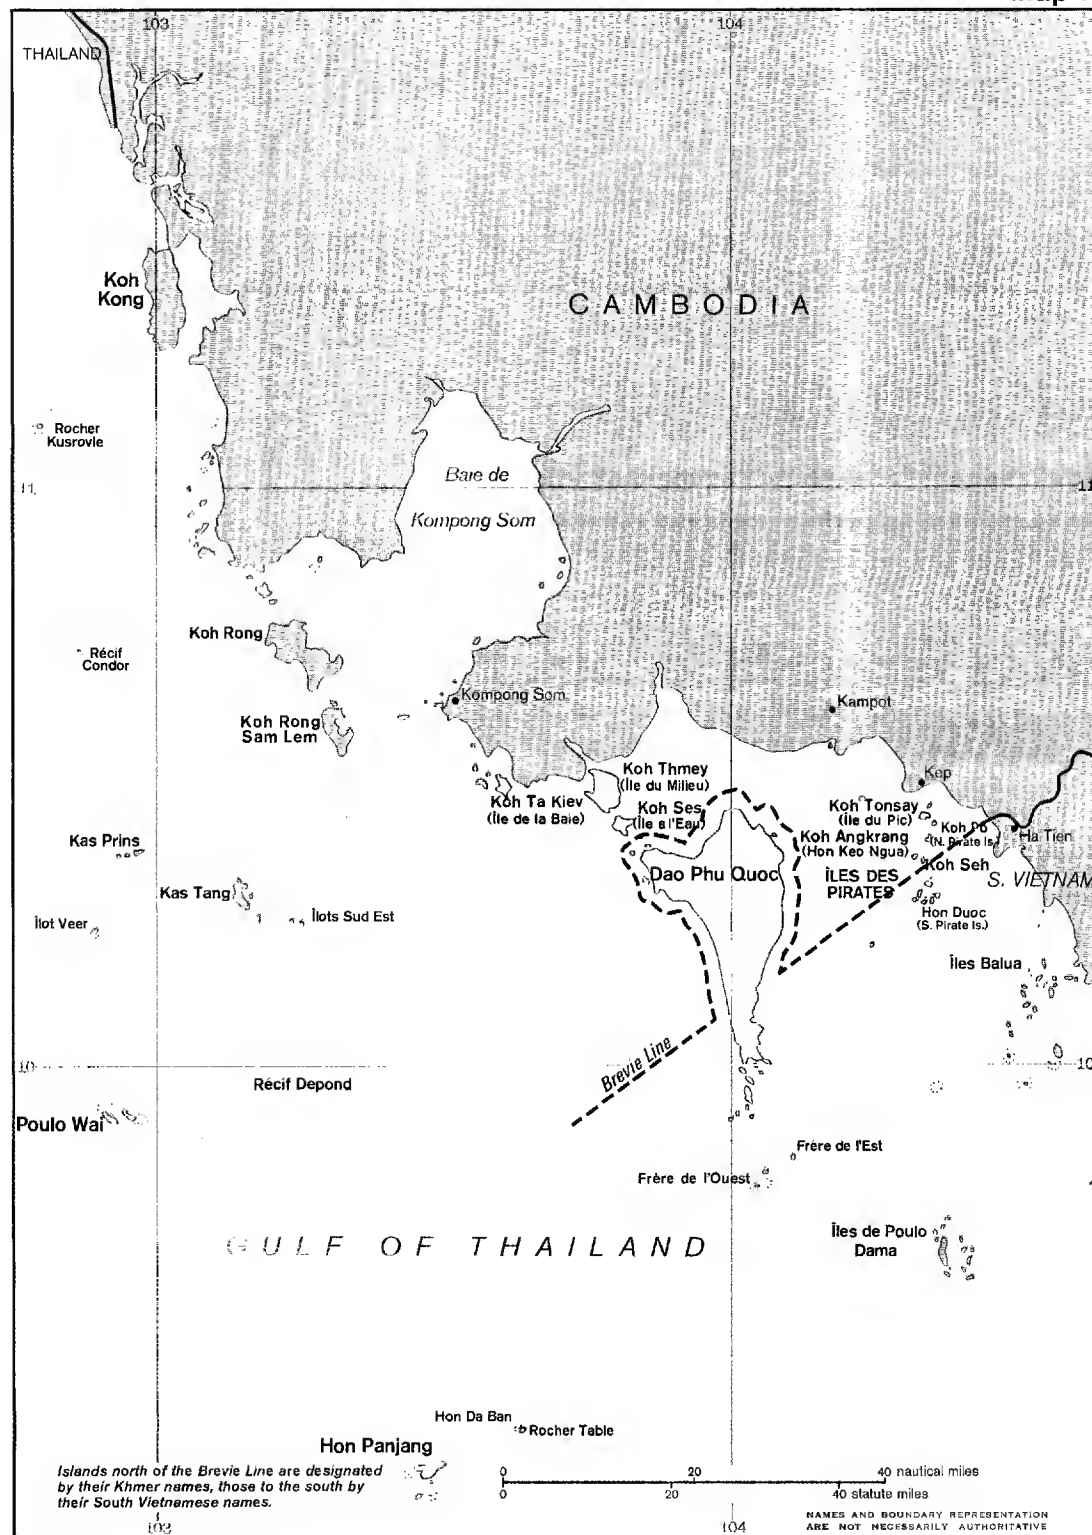 103
104
THAILAND
Koh
Kong
CAMBODIA
Rocher
Kusrovie
Baie de
Kompong Som
11
11
Koh Rong
Récif
Condor
Kompong Som
Kampot
Koh Rong
Sam Lem
Kep
Koh Thmey
(Île du Milieu)
Koh Ta Kiev
(Île de la Baie)
Koh Ses
(Île à l'Eau)
Koh Tonsay
(Île du Pic)
Koh Po
(N. Pirate Is.)
Ha Tien
Koh Angkrang
(Hon Keo Ngua)
Kas Prins
Koh Seh
Dao Phu Quoc
ÎLES DES
PIRATES
S. VIETNAM
Kas Tang
Îlots Sud Est
Îlot Veer
Hon Duoc
(S. Pirate Is.)
Îles Balua
10
10
Brevie Line
Récif Depond
Poulo Wai
Frère de l'Est
Frère de l'Ouest
Îles de Poulo
Dama
GULF OF THAILAND
Hon Da Ban
Rocher Table
Hon Panjang
Islands north of the Brevie Line are designated
by their Khmer names, those to the south by
their South Vietnamese names.
0 20 40 nautical miles
0 20 40 statute miles
103
104
NAMES AND BOUNDARY REPRESENTATION
ARE NOT NECESSARILY AUTHORITATIVE